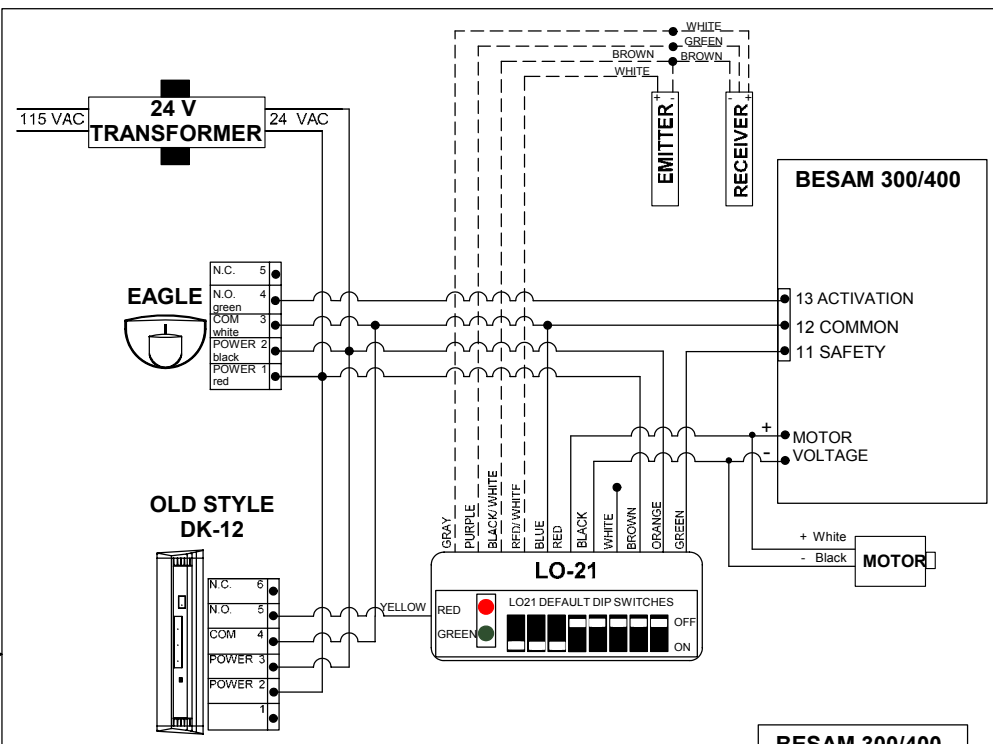 WHITE
GREEN
BROWN
BROWN
WHITE
115 VAC
24 V
TRANSFORMER
24 VAC
+ -
EMITTER
- +
RECEIVER
BESAM 300/400
EAGLE
N.C. 5
N.O. 4
green
COM 3
white
POWER 2
black
POWER 1
red
13 ACTIVATION
12 COMMON
11 SAFETY
+
MOTOR
-
VOLTAGE
OLD STYLE
DK-12
N.C. 6
N.O. 5
COM 4
POWER 3
POWER 2
1
YELLOW
GRAY
PURPLE
BLACK/WHITE
RED/WHITE
BLUE
RED
BLACK
WHITE
BROWN
ORANGE
GREEN
+ White
- Black
MOTOR
LO-21
RED
GREEN
LO21 DEFAULT DIP SWITCHES
OFF
ON
BESAM 300/400